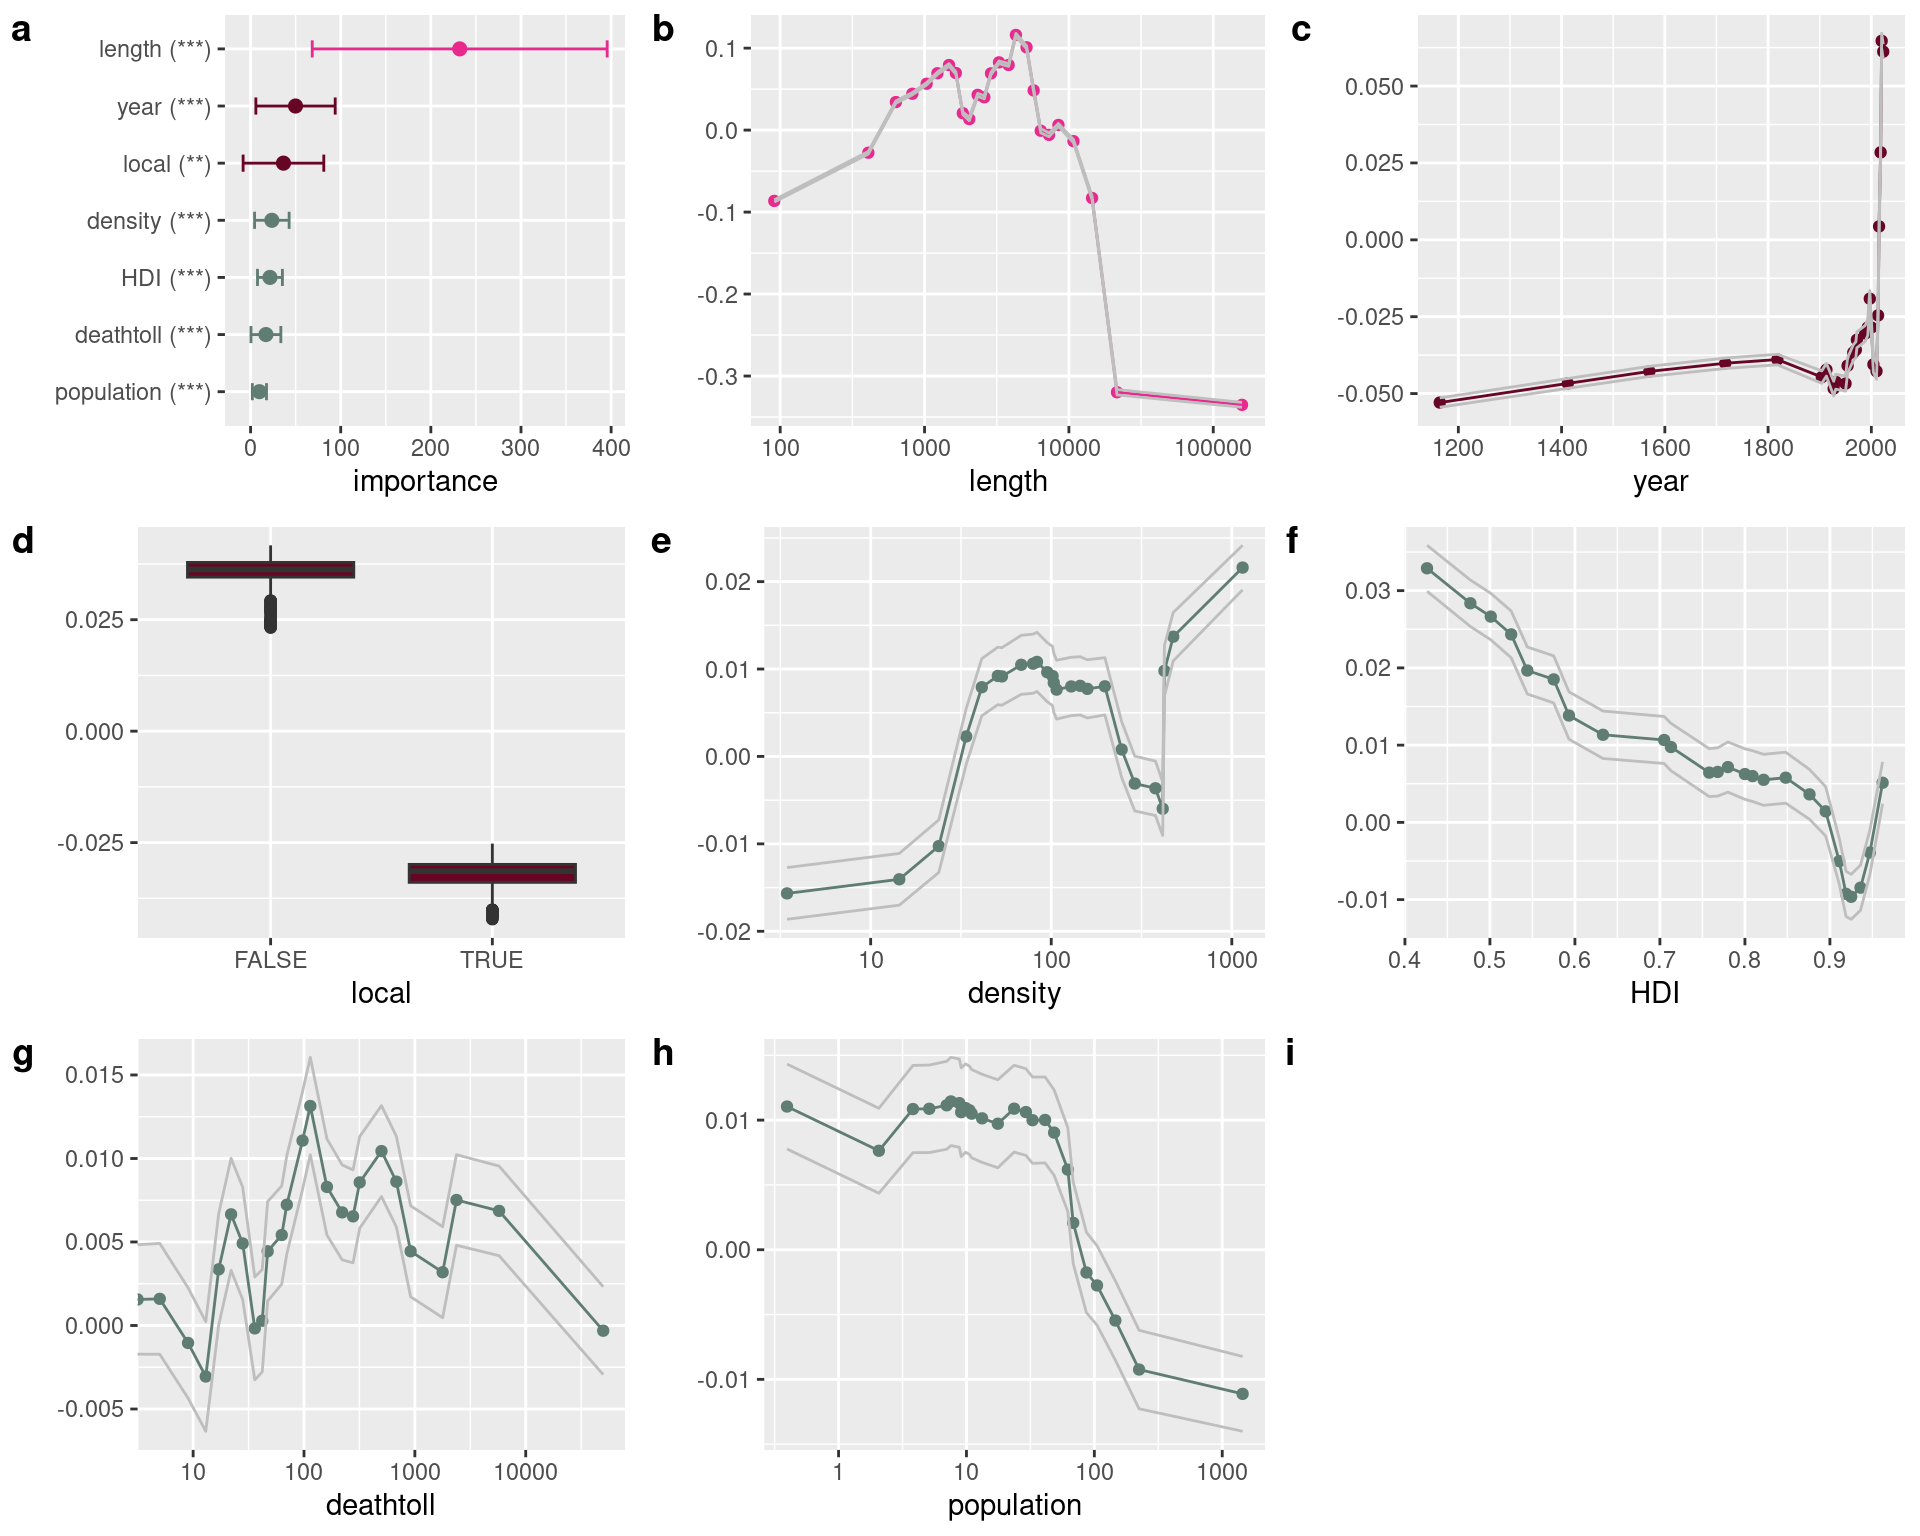 a
length (***)
year (***)
local (**)
density (***)
HDI (***)
deathtoll (***)
population (***)
0 100 200 300 400
importance
b
0.1
0.0
-0.1
-0.2
-0.3
100 1000 10000 100000
length
c
0.050
0.025
0.000
-0.025
-0.050
1200 1400 1600 1800 2000
year
d
0.025
0.000
-0.025
FALSE TRUE
local
e
0.02
0.01
0.00
-0.01
-0.02
10 100 1000
density
f
0.03
0.02
0.01
0.00
-0.01
0.4 0.5 0.6 0.7 0.8 0.9
HDI
g
0.015
0.010
0.005
0.000
-0.005
10 100 1000 10000
deathtoll
h
0.01
0.00
-0.01
1 10 100 1000
population
i